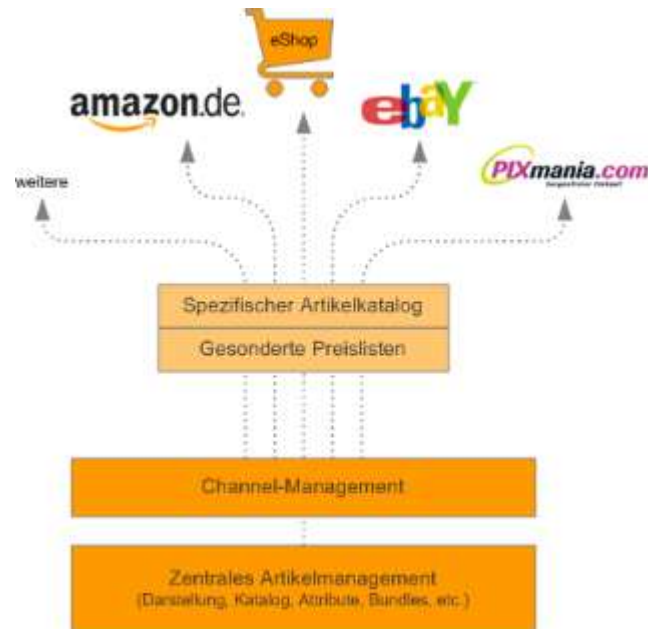 eShop
amazon.de
ebaY
PIXmania.com
weitere
Spezifischer Artikelkatalog
Gesonderte Preislisten
Channel-Management
Zentrales Artikelmanagement
(Darstellung, Katalog, Attribute, Bundles, etc.)